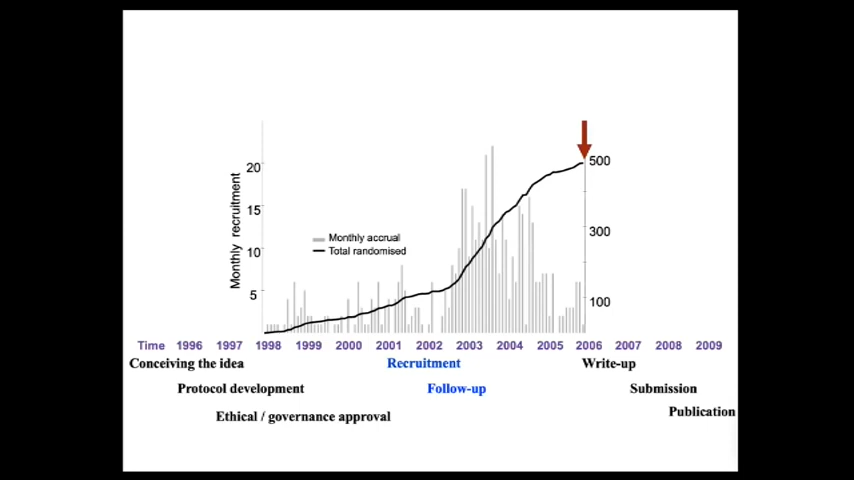 20
15
10
5
Monthly recruitment
Monthly accrual
Total randomised
500
300
100
Time 1996 1997 1998 1999 2000 2001 2002 2003 2004 2005 2006 2007 2008 2009
Conceiving the idea Recruitment Write-up
Protocol development Follow-up Submission
Ethical / governance approval Publication